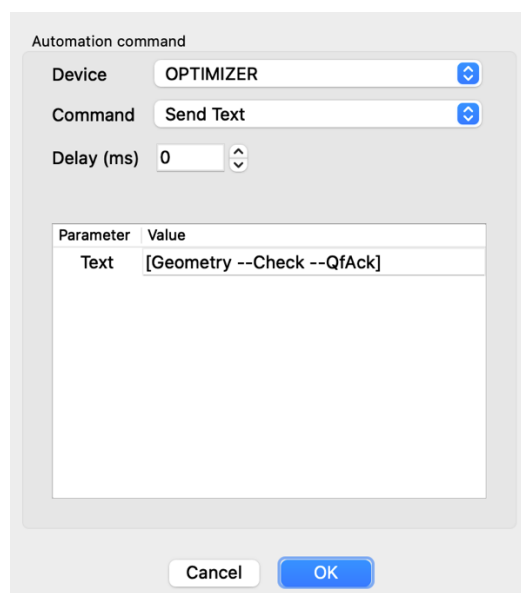 Automation command
Device OPTIMIZER
Command Send Text
Delay (ms) 0
Parameter Value
Text [Geometry --Check --QfAck]
Cancel OK